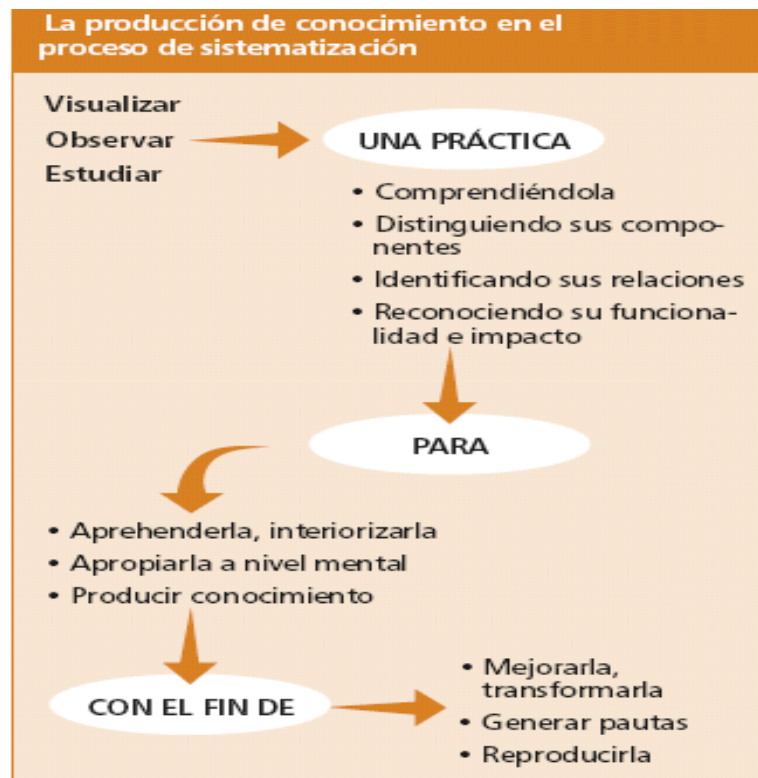 La producción de conocimiento en el
proceso de sistematización
Visualizar
Observar
Estudiar
UNA PRÁCTICA
• Comprendiéndola
• Distinguiendo sus compo-
nentes
• Identificando sus relaciones
• Reconociendo su funciona-
lidad e impacto
PARA
• Aprehenderla, interiorizarla
• Apropiarla a nivel mental
• Producir conocimiento
CON EL FIN DE
• Mejorarla,
transformarla
• Generar pautas
• Reproducirla